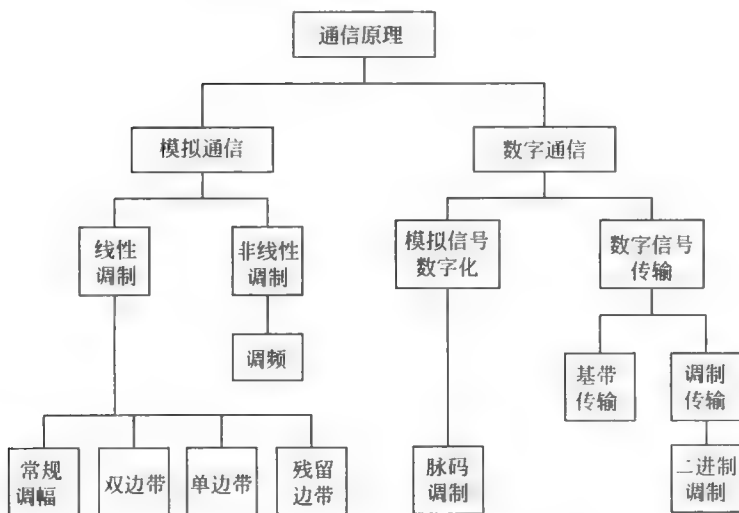 通信原理
模拟通信
数字通信
线性
调制
非线性
调制
模拟信号
数字化
数字信号
传输
调频
基带
传输
调制
传输
常规
调幅
双边带
单边带
残留
边带
脉码
调制
二进制
调制